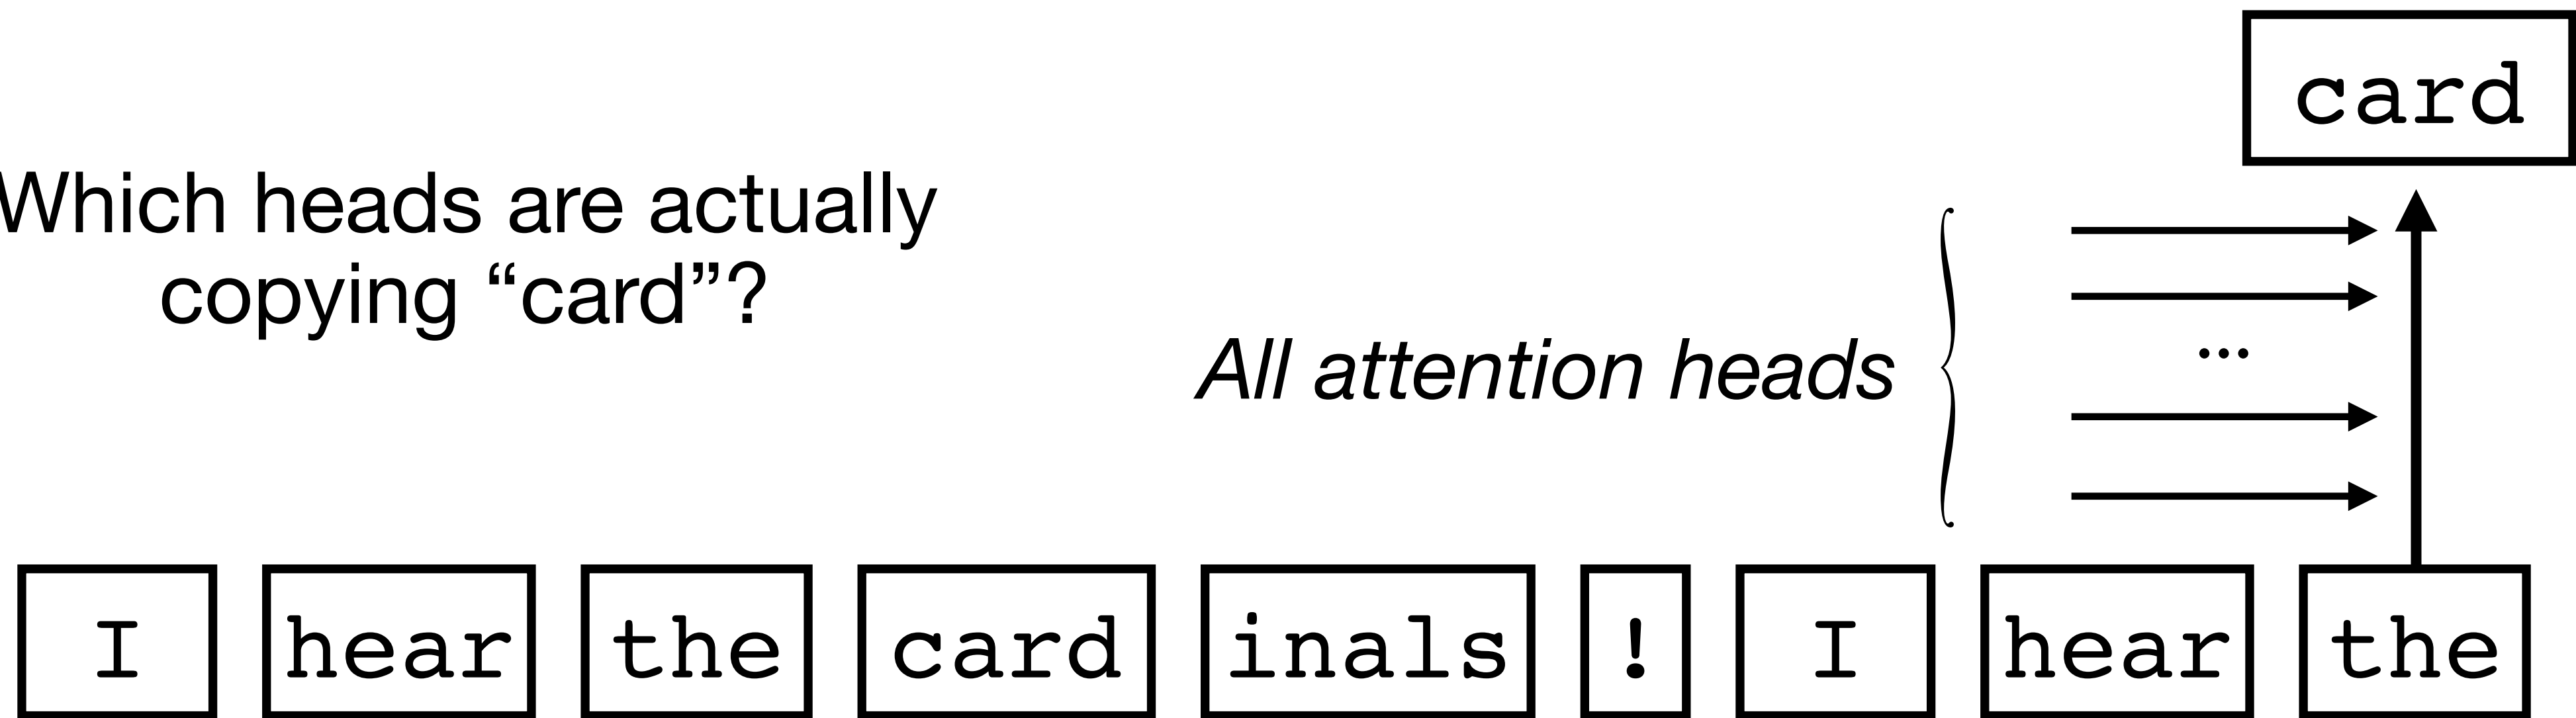 card
Which heads are actually
copying “card”?
All attention heads
...
I hear the card inals ! I hear the